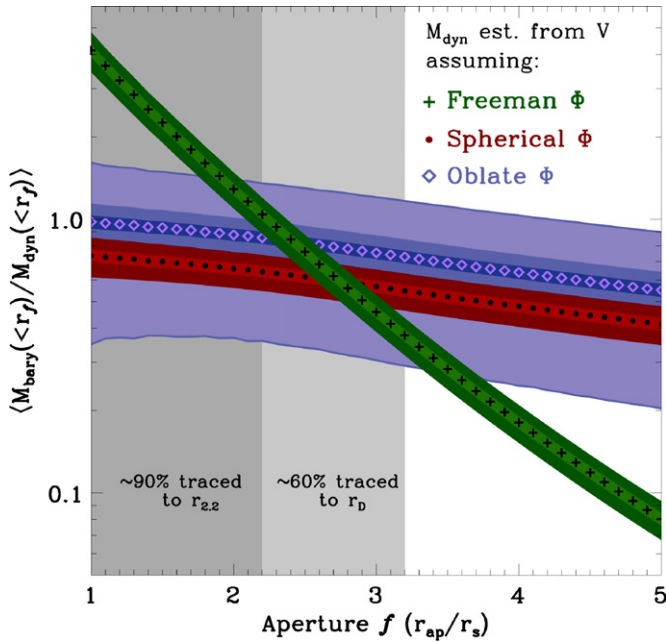 M_dyn est. from V
assuming:
+ Freeman Φ
• Spherical Φ
◇ Oblate Φ
⟨M_bary(<r_f)/M_dyn(<r_f)⟩
1.0
0.1
~90% traced
to r_2.2
~60% traced
to r_D
1 2 3 4 5
Aperture f (r_ap/r_s)